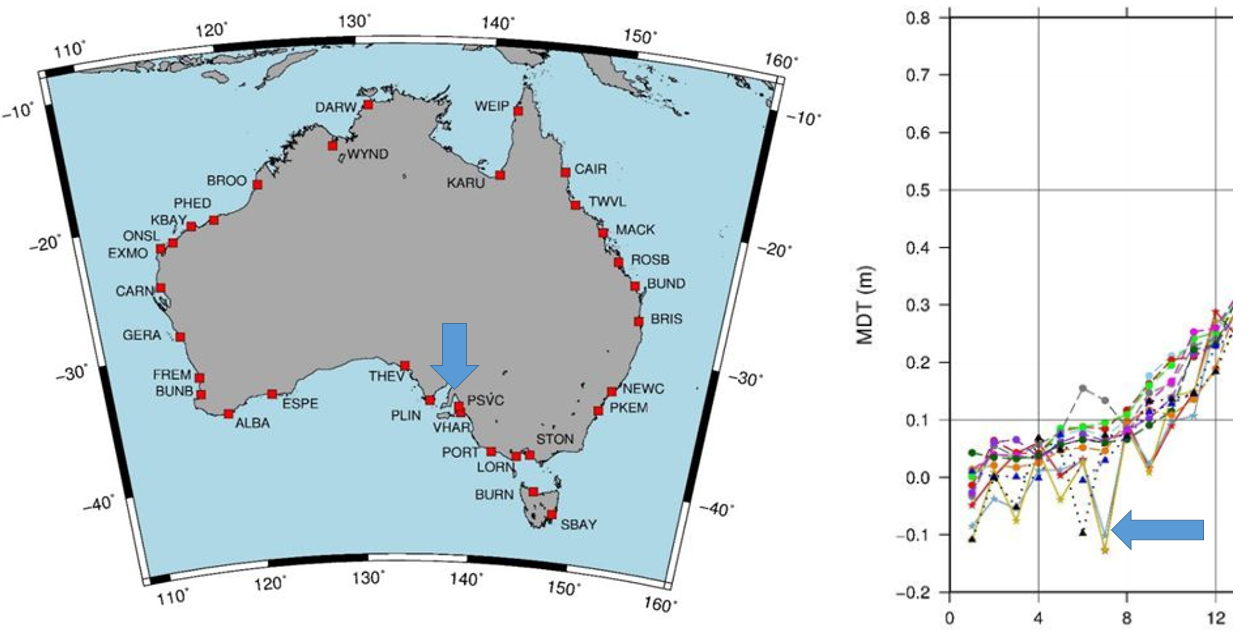 110˚
120˚
130˚
140˚
150˚
160˚
−10˚
−10˚
DARW
WEIP
WYND
CAIR
BROO
KARU
TWVL
PHED
KBAY
ONSL
EXMO
MACK
−20˚
−20˚
ROSB
CARN
BUND
BRIS
GERA
−30˚
−30˚
FREM
THEV
BUNB
ESPE
PLIN
PSVC
NEWC
PKEM
ALBA
VHAR
PORT
STON
LORN
BURN
−40˚
−40˚
SBAY
110˚
120˚
130˚
140˚
150˚
160˚
MDT (m)
0.8
0.7
0.6
0.5
0.4
0.3
0.2
0.1
0.0
−0.1
−0.2
0
4
8
12